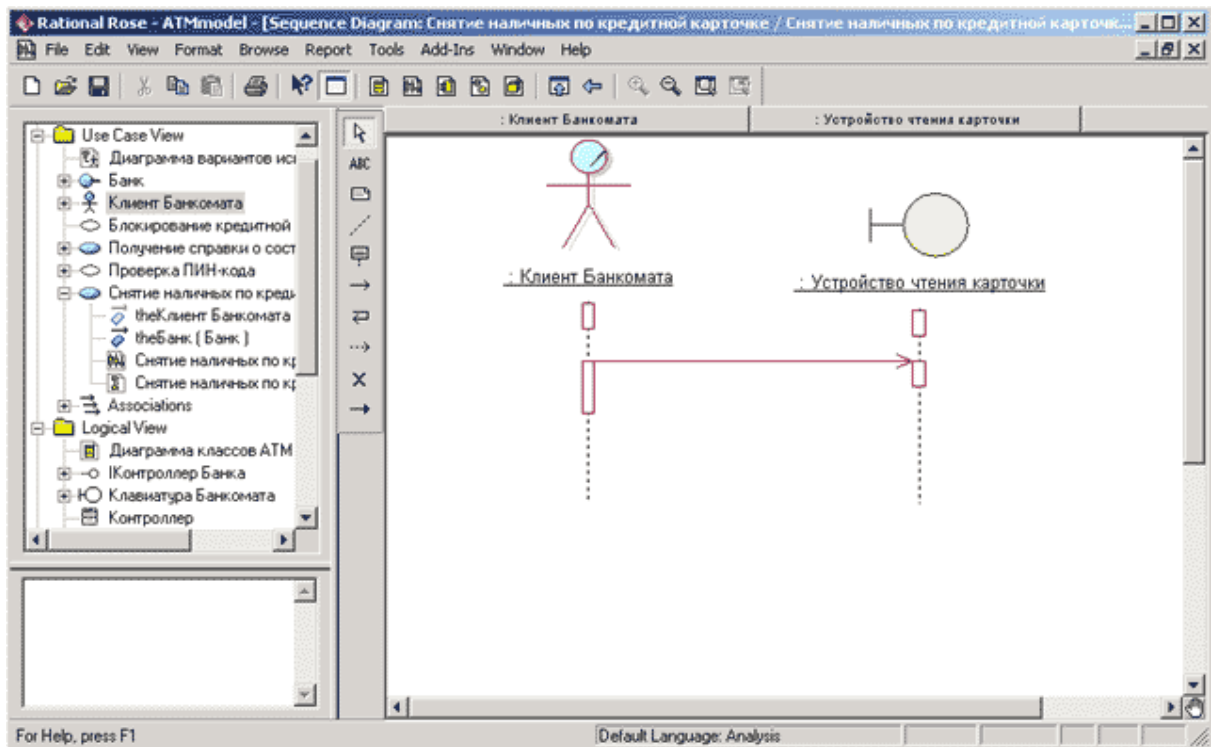 Rational Rose - ATMmodel - [Sequence Diagram: Снятие наличных по кредитной карточке / Снятие наличных по кредитной карточк...
File Edit View Format Browse Report Tools Add-Ins Window Help
: Клиент Банкомата : Устройство чтения карточки
Use Case View
Диаграмма вариантов исп
Банк
Клиент Банкомата
Блокирование кредитной
Получение справки о сост
Проверка ПИН-кода
Снятие наличных по креди
theКлиент Банкомата
theБанк ( Банк )
Снятие наличных по кр
Снятие наличных по кр
Associations
Logical View
Диаграмма классов ATM
IКонтроллер Банка
Клавиатура Банкомата
Контроллер
ABC
: Клиент Банкомата
: Устройство чтения карточки
For Help, press F1
Default Language: Analysis